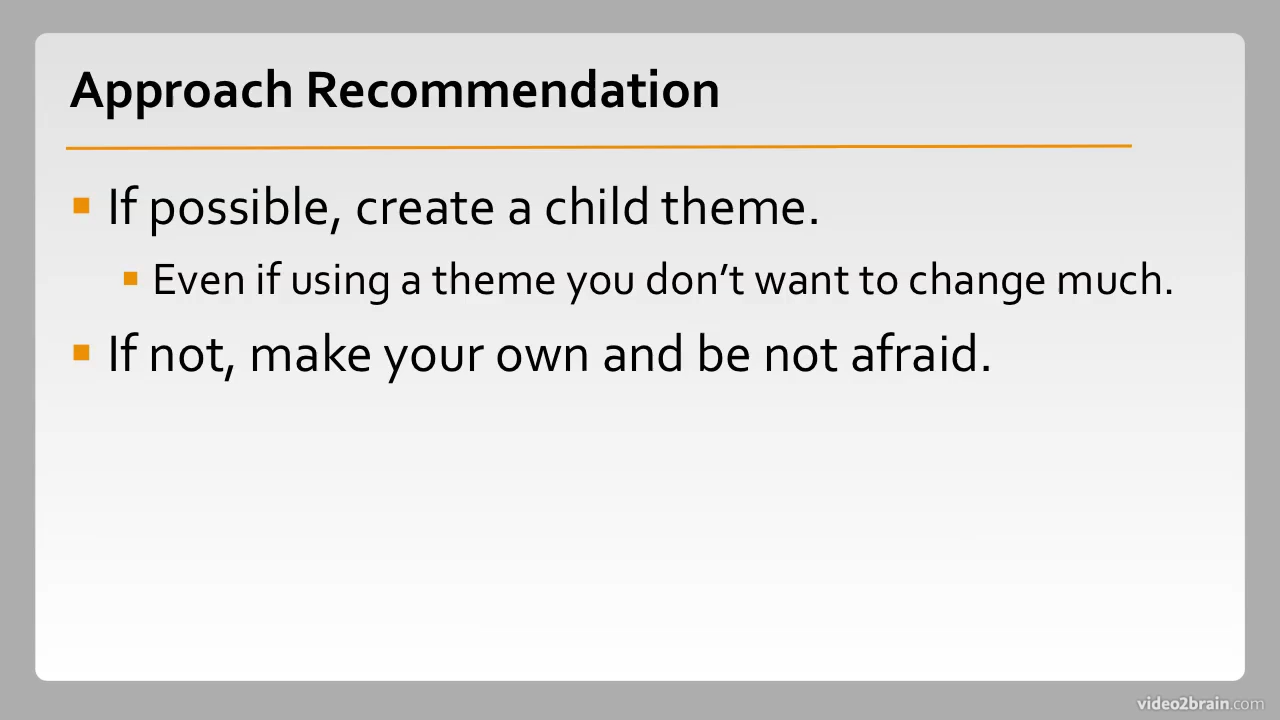 Approach Recommendation
If possible, create a child theme.
Even if using a theme you don’t want to change much.
If not, make your own and be not afraid.
video2brain.com